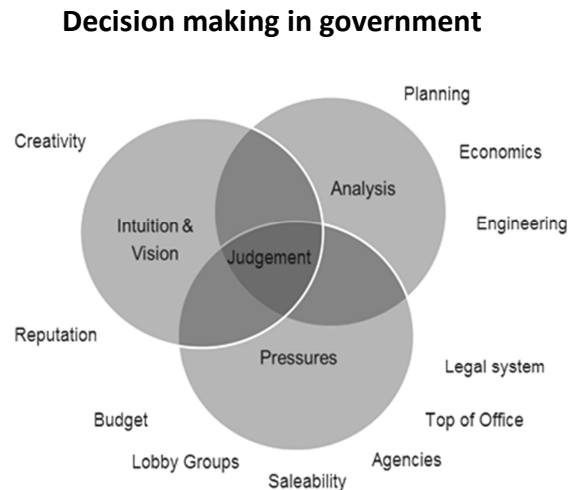 Decision making in government
Planning
Creativity
Economics
Analysis
Intuition &
Vision
Engineering
Judgement
Reputation
Pressures
Legal system
Budget
Top of Office
Lobby Groups
Agencies
Saleability